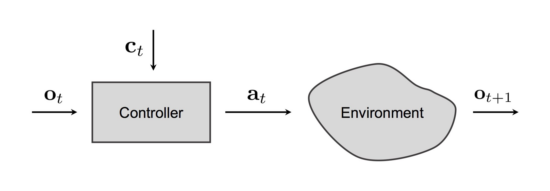 c_t
o_t
Controller
a_t
Environment
o_{t+1}